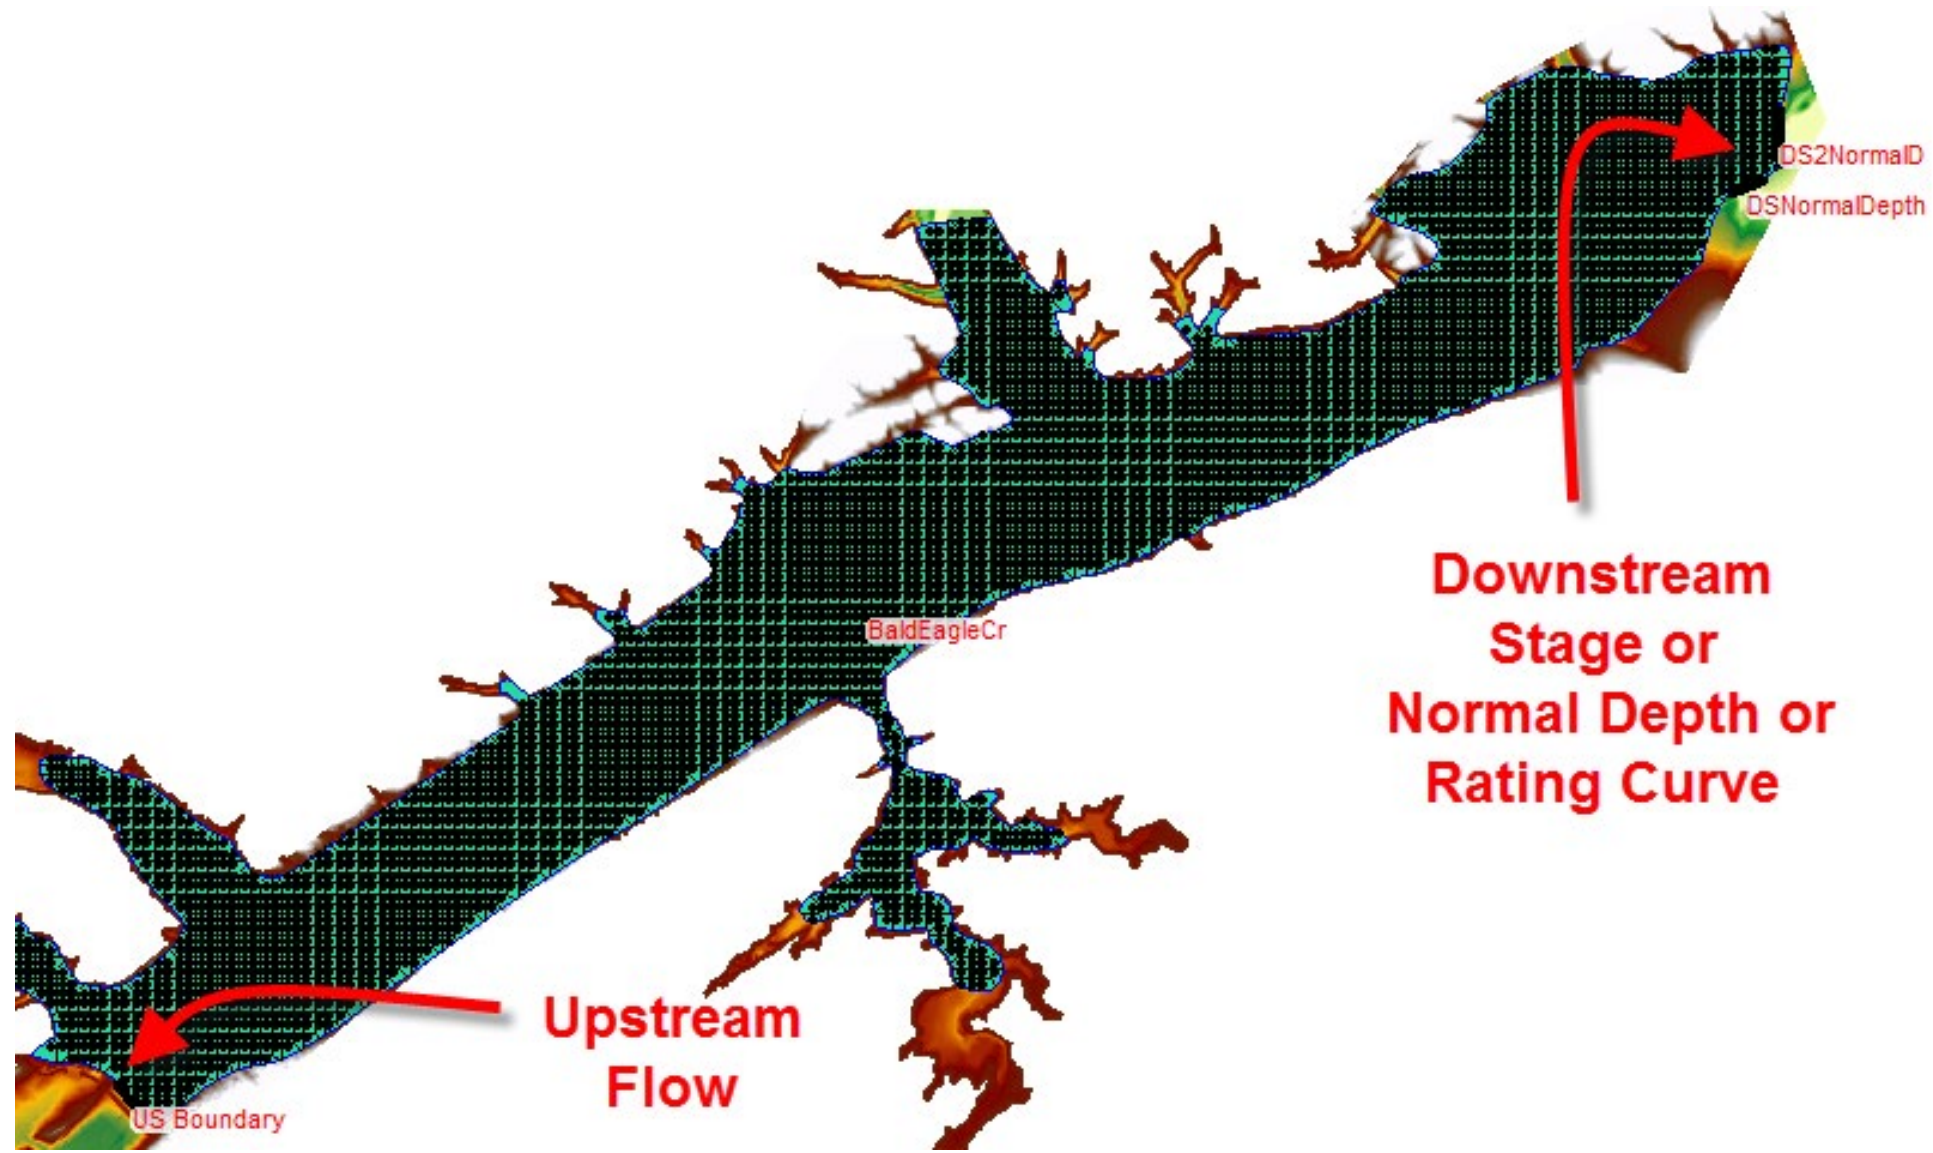 DS2NormalD
DSNormalDepth
Downstream
Stage or
Normal Depth or
Rating Curve
BaldEagleCr
Upstream
Flow
US Boundary